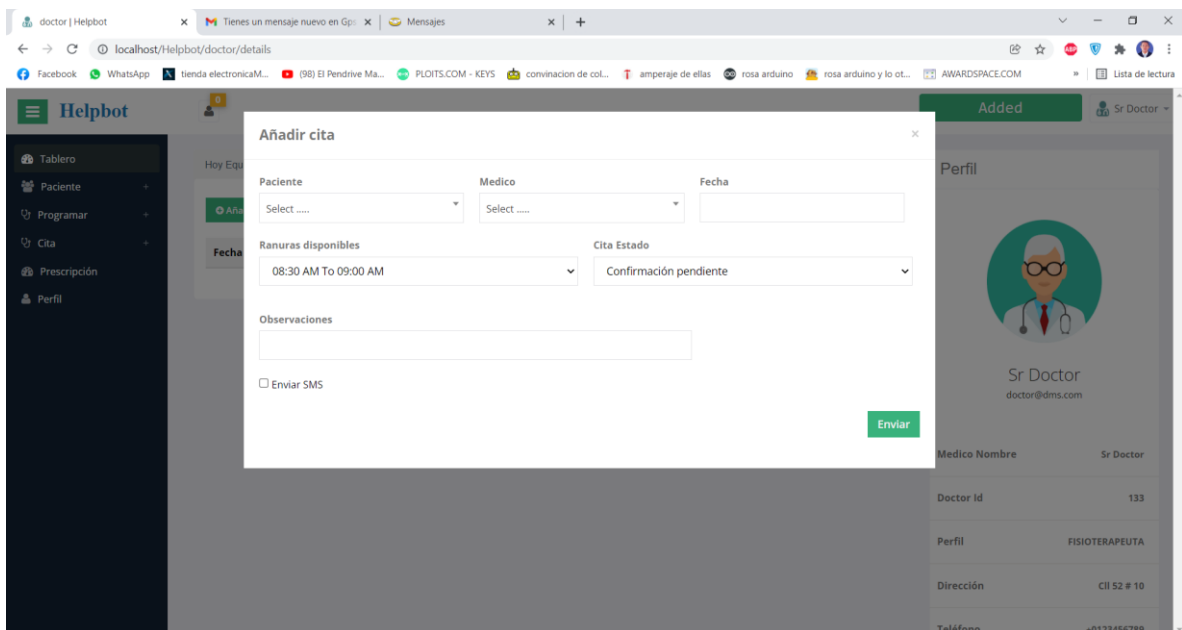 doctor | Helpbot
Tienes un mensaje nuevo en Gp
Mensajes
localhost/Helpbot/doctor/details
Facebook WhatsApp tienda electronicaM... (98) El Pendrive Ma... PLOITS.COM - KEYS convinacion de col... amperaje de ellas rosa arduino rosa arduino y lo ot... AWARDSPACE.COM » Lista de lectura
Helpbot
0
Added
Sr Doctor
Tablero
Paciente +
Programar +
Cita +
Prescripción
Perfil
Hoy Equ
Aña
Fecha
Añadir cita ×
Paciente Medico Fecha
Select ..... Select .....
Ranuras disponibles Cita Estado
08:30 AM To 09:00 AM Confirmación pendiente
Observaciones
Enviar SMS
Enviar
Perfil
Sr Doctor
doctor@dms.com
Medico Nombre Sr Doctor
Doctor Id 133
Perfil FISIOTERAPEUTA
Dirección Cll 52 # 10
Teléfono +0123456789